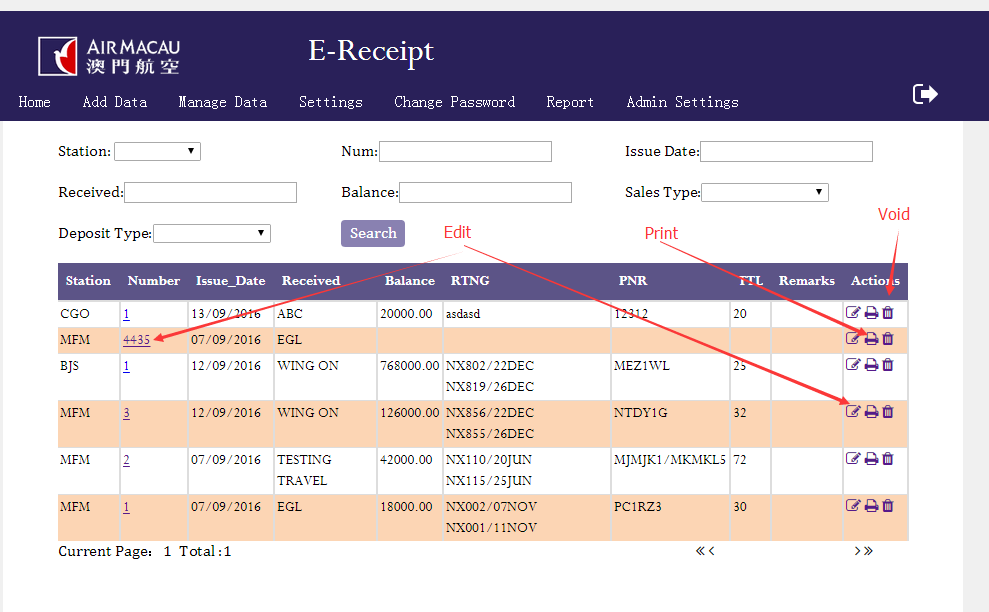 AIR MACAU
澳門航空
E-Receipt
Home Add Data Manage Data Settings Change Password Report Admin Settings
Station: Num: Issue Date:
Received: Balance: Sales Type:
Void
Deposit Type: Search Edit Print
Station Number Issue_Date Received Balance RTNG PNR TTL Remarks Actions
CGO 1 13/09/2016 ABC 20000.00 asdasd 12312 20
MFM 4435 07/09/2016 EGL
BJS 1 12/09/2016 WING ON 768000.00 NX802/22DEC MEZ1WL 25
NX819/26DEC
MFM 3 12/09/2016 WING ON 126000.00 NX856/22DEC NTDY1G 32
NX855/26DEC
MFM 2 07/09/2016 TESTING 42000.00 NX110/20JUN MJMJK1/MKMKL5 72
TRAVEL NX115/25JUN
MFM 1 07/09/2016 EGL 18000.00 NX002/07NOV PC1RZ3 30
NX001/11NOV
Current Page: 1 Total:1 « < > »